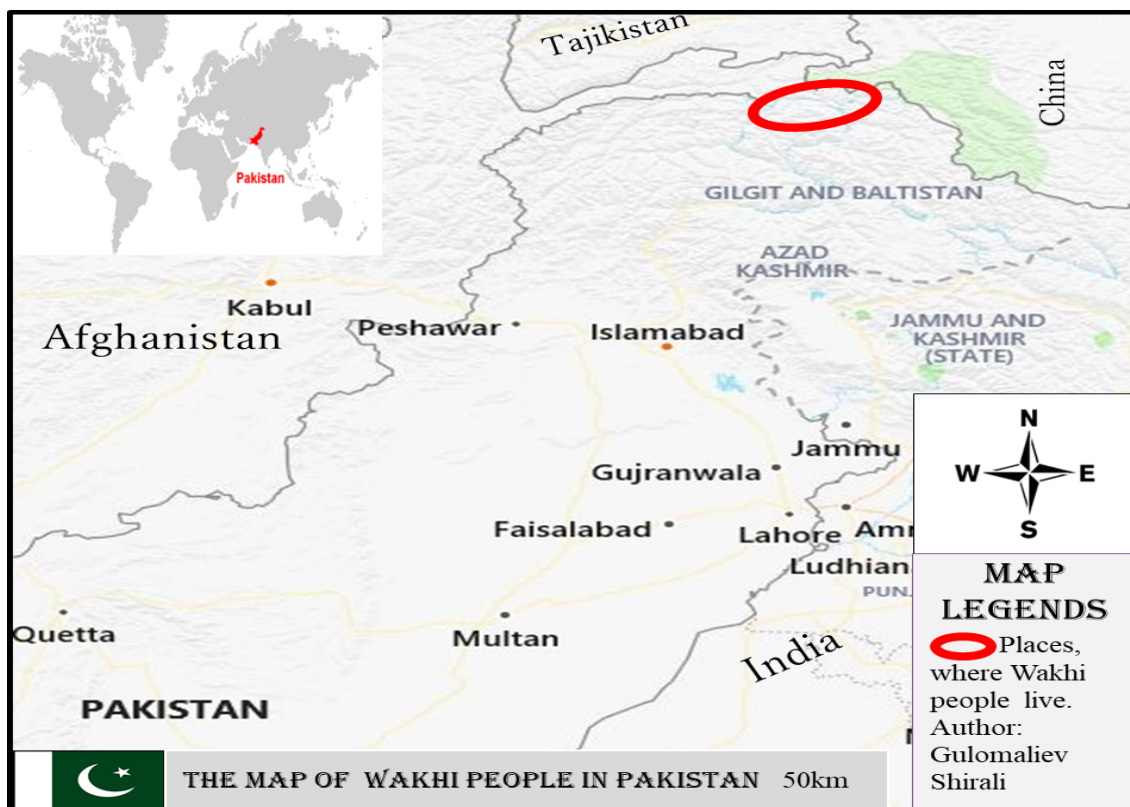 Pakistan
Tajikistan
China
GILGIT AND BALTISTAN
AZAD
KASHMIR
Kabul
Afghanistan
Peshawar
Islamabad
JAMMU AND
KASHMIR
(STATE)
Jammu
Gujranwala
Faisalabad
Lahore
Amr
Ludhian
PUNJ
Quetta
Multan
India
PAKISTAN
N
W
E
S
MAP
LEGENDS
Places,
where Wakhi
people live.
Author:
Gulomaliev
Shirali
THE MAP OF WAKHI PEOPLE IN PAKISTAN 50km